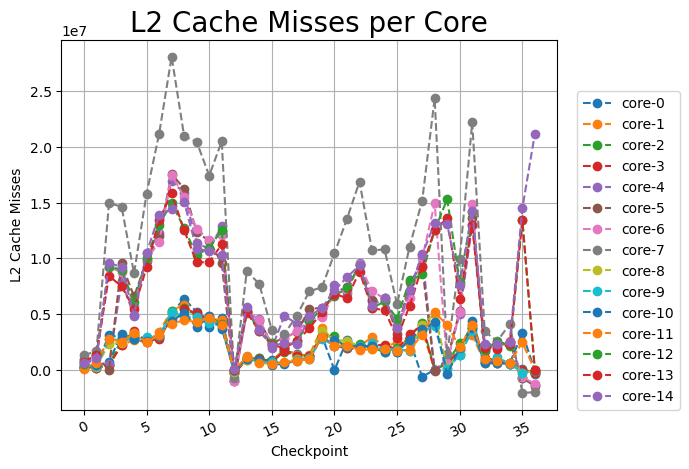 L2 Cache Misses per Core
1e7
2.5
2.0
1.5
1.0
0.5
0.0
L2 Cache Misses
0
5
10
15
20
25
30
35
Checkpoint
core-0
core-1
core-2
core-3
core-4
core-5
core-6
core-7
core-8
core-9
core-10
core-11
core-12
core-13
core-14